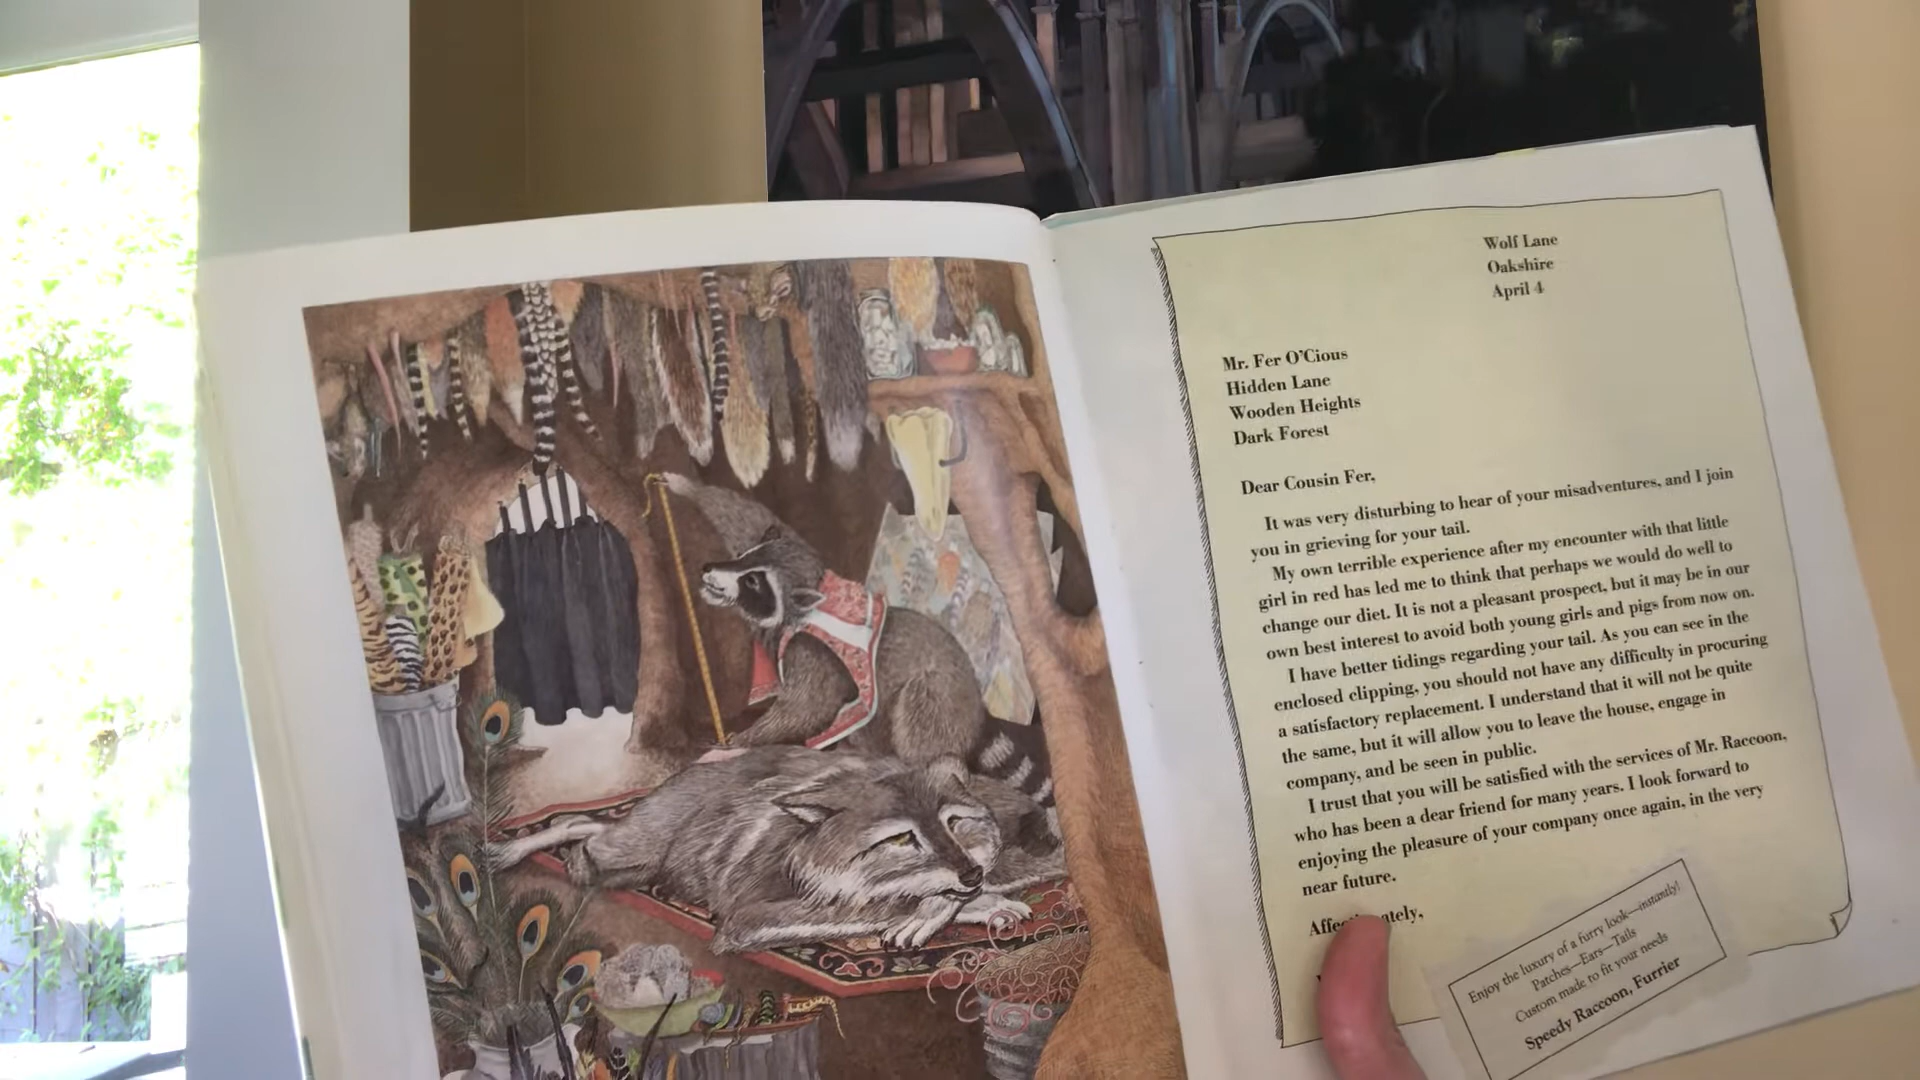 Wolf Lane
Oakshire
April 4
Mr. Fer O'Cious
Hidden Lane
Wooden Heights
Dark Forest
Dear Cousin Fer,
It was very disturbing to hear of your misadventures, and I join
you in grieving for your tail.
My own terrible experience after my encounter with that little
girl in red has led me to think that perhaps we would do well to
change our diet. It is not a pleasant prospect, but it may be in our
own best interest to avoid both young girls and pigs from now on.
I have better tidings regarding your tail. As you can see in the
enclosed clipping, you should not have any difficulty in procuring
a satisfactory replacement. I understand that it will not be quite
the same, but it will allow you to leave the house, engage in
company, and be seen in public.
I trust that you will be satisfied with the services of Mr. Raccoon,
who has been a dear friend for many years. I look forward to
enjoying the pleasure of your company once again, in the very
near future.
Enjoy the luxury of a furry look—instantly!
Patches—Ears—Tails
Custom made to fit your needs
Speedy Raccoon, Furrier